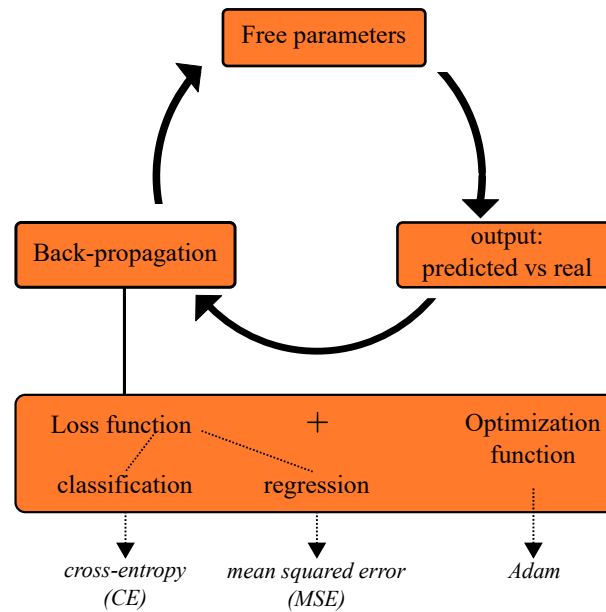 Free parameters
Back-propagation
output:
predicted vs real
Loss function
+
Optimization
function
classification
regression
cross-entropy
(CE)
mean squared error
(MSE)
Adam